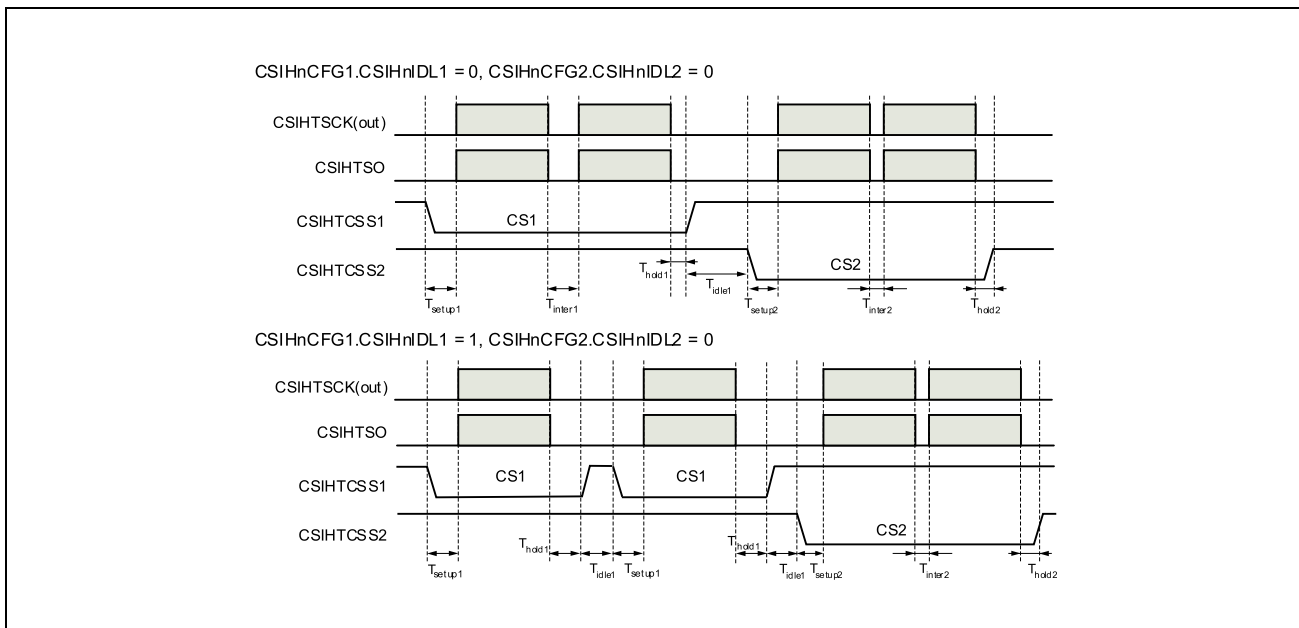 CSIHnCFG1.CSIHnIDL1 = 0, CSIHnCFG2.CSIHnIDL2 = 0
CSIHTSCK(out)
CSIHTSO
CSIHTCSS1
CS1
CSIHTCSS2
CS2
Thold1
Tidle1
Tsetup1
Tinter1
Tsetup2
Tinter2
Thold2
CSIHnCFG1.CSIHnIDL1 = 1, CSIHnCFG2.CSIHnIDL2 = 0
CSIHTSCK(out)
CSIHTSO
CSIHTCSS1
CS1
CS1
CSIHTCSS2
CS2
Thold1
Thold1
Tsetup1
Tidle1
Tsetup1
Tidle1
Tsetup2
Tinter2
Thold2